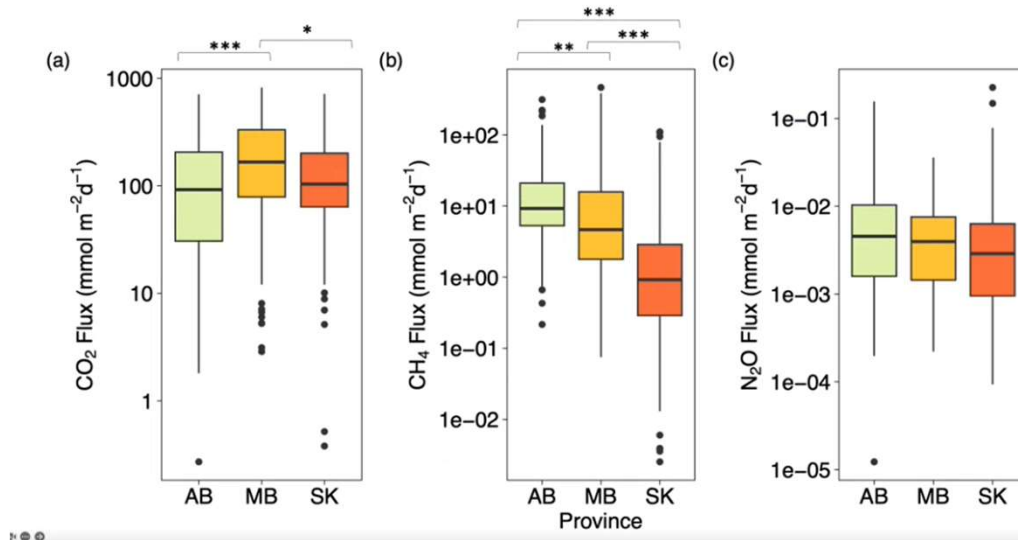 ***
*** *
** ***
(a) (b) (c)
CO₂ Flux (mmol m⁻²d⁻¹)
1000
100
10
1
AB MB SK
CH₄ Flux (mmol m⁻²d⁻¹)
1e+02
1e+01
1e+00
1e−01
1e−02
AB MB SK
Province
N₂O Flux (mmol m⁻²d⁻¹)
1e−01
1e−02
1e−03
1e−04
1e−05
AB MB SK